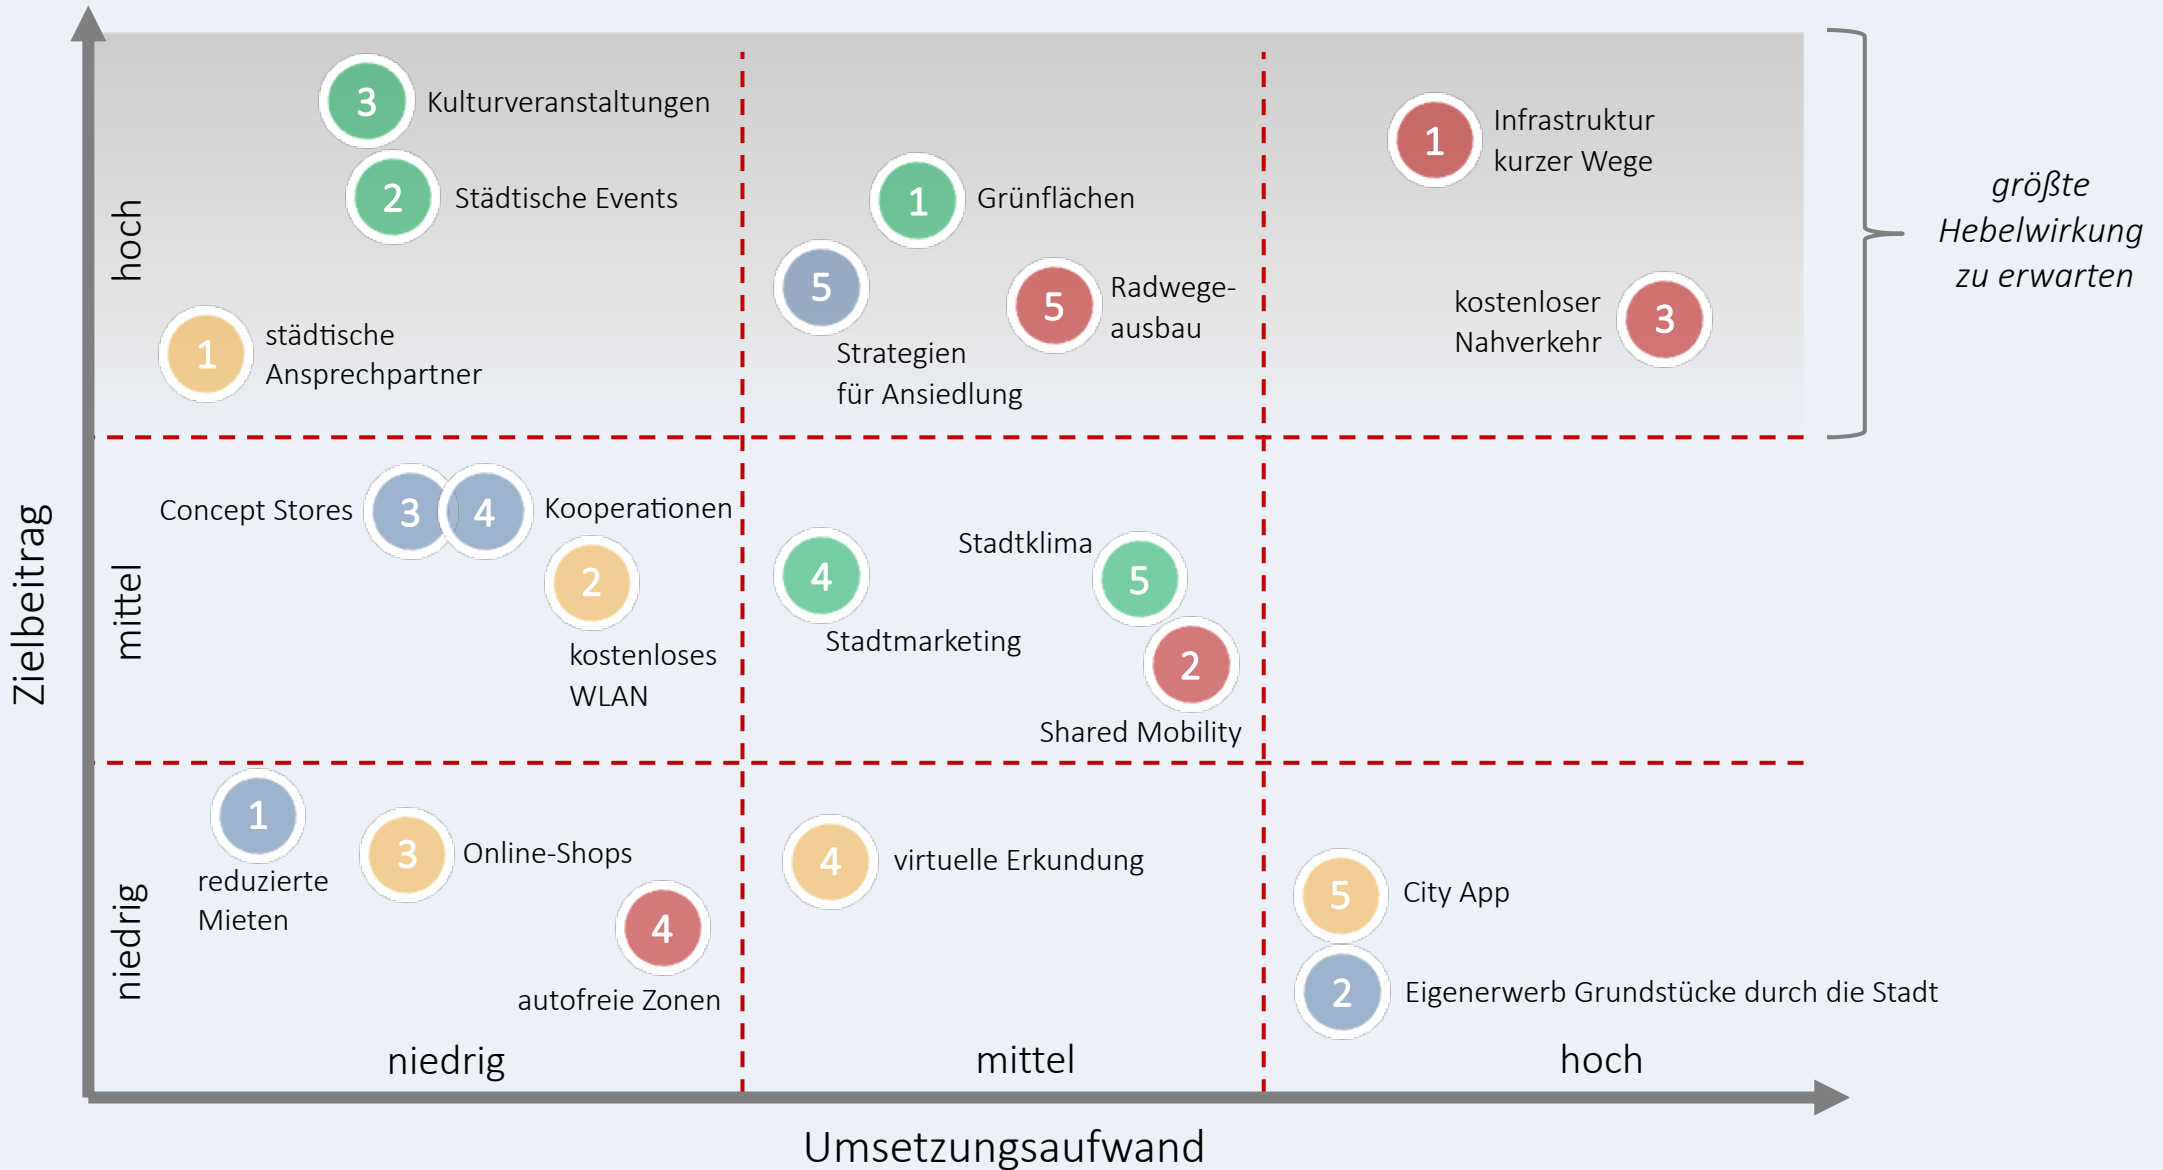 3 Kulturveranstaltungen
2 Städtische Events
1 Grünflächen
1 Infrastruktur
kurzer Wege
größte
Hebelwirkung
zu erwarten
hoch
5
Strategien
für Ansiedlung
5 Radwege-
ausbau
kostenloser
Nahverkehr
3
1 städtische
Ansprechpartner
Concept Stores 3
4 Kooperationen
2
kostenloses
WLAN
4
Stadtmarketing
Stadtklima 5
2
Shared Mobility
Zielbeitrag
mittel
1
reduzierte
Mieten
3 Online-Shops
4
autofreie Zonen
4 virtuelle Erkundung
5 City App
2 Eigenerwerb Grundstücke durch die Stadt
niedrig
niedrig
mittel
hoch
Umsetzungsaufwand